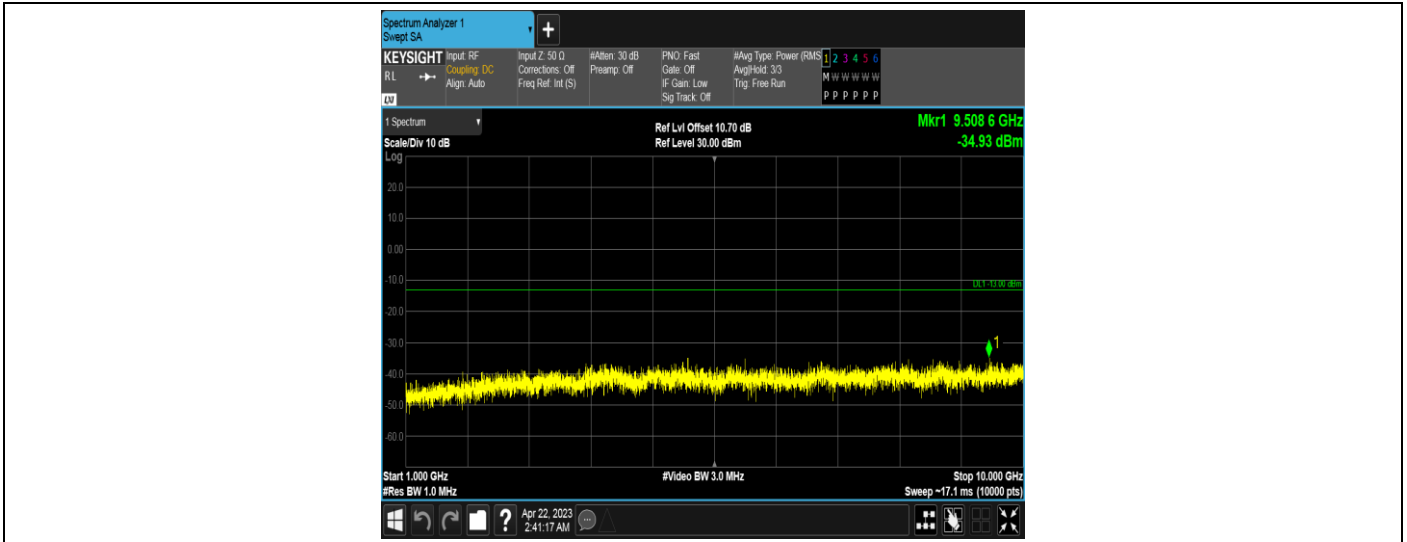 Spectrum Analyzer 1
Swept SA
+
KEYSIGHT
RL
LXI
Input: RF
Coupling: DC
Align: Auto
Input Z: 50 Ω
Corrections: Off
Freq Ref: Int (S)
#Atten: 30 dB
Preamp: Off
PNO: Fast
Gate: Off
IF Gain: Low
Sig Track: Off
#Avg Type: Power (RMS
Avg|Hold: 3/3
Trig: Free Run
1 2 3 4 5 6
M W W W W W
P P P P P P
1 Spectrum
Scale/Div 10 dB
Ref Lvl Offset 10.70 dB
Ref Level 30.00 dBm
Mkr1 9.508 6 GHz
-34.93 dBm
Log
20.0
10.0
0.00
-10.0
DL1 -13.00 dBm
-20.0
-30.0
1
-40.0
-50.0
-60.0
Start 1.000 GHz
#Video BW 3.0 MHz
Stop 10.000 GHz
#Res BW 1.0 MHz
Sweep ~17.1 ms (10000 pts)
?
Apr 22, 2023
2:41:17 AM